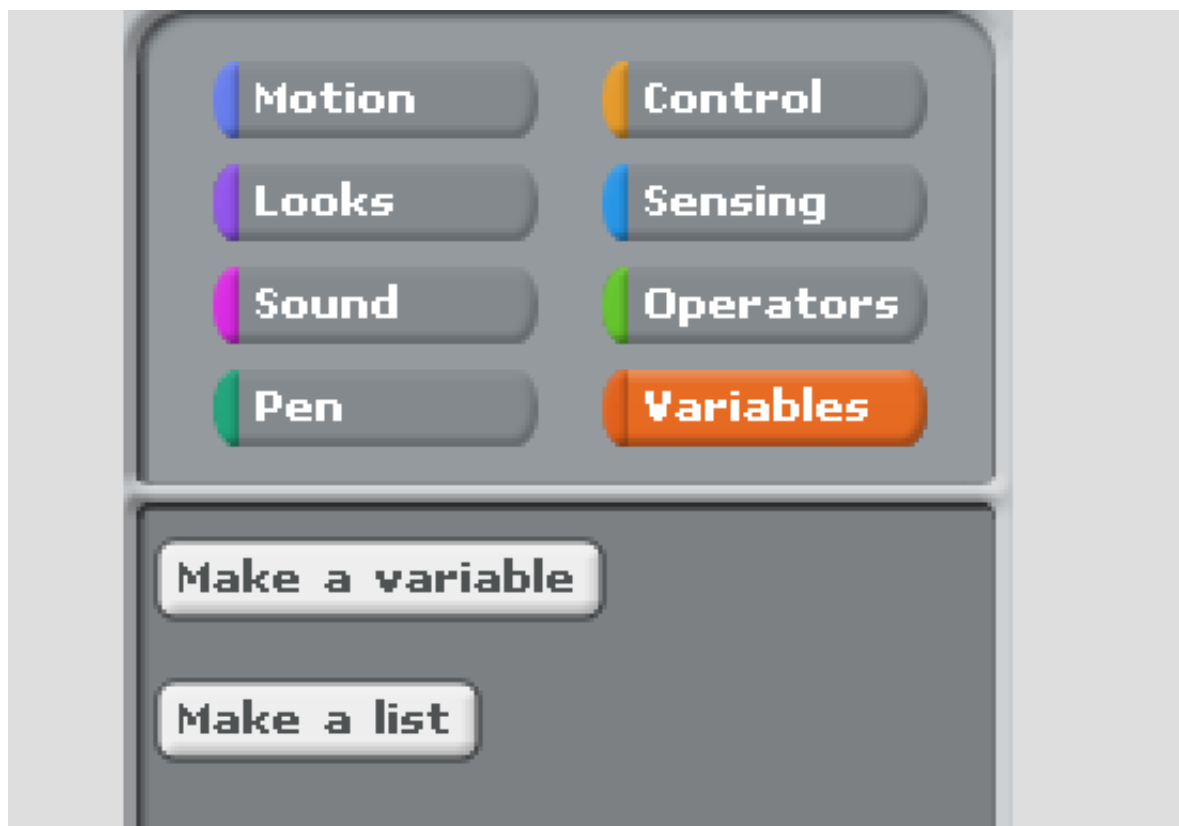 Motion
Control
Looks
Sensing
Sound
Operators
Pen
Variables
Make a variable
Make a list